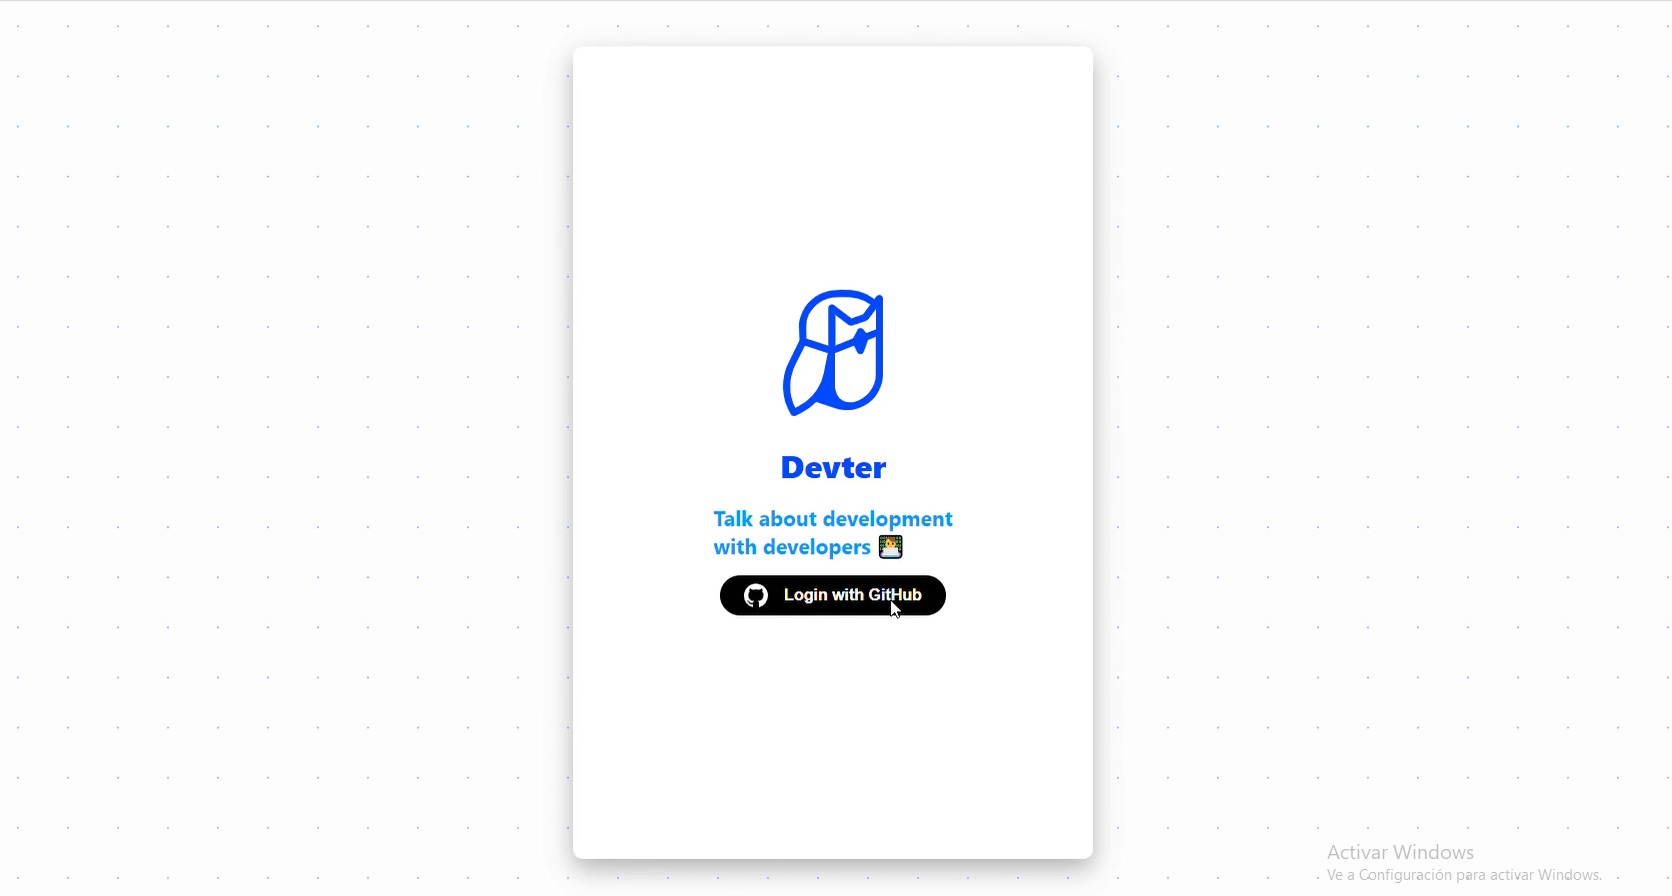 Devter
Talk about development
with developers 👨‍💻
Login with GitHub
Activar Windows
Ve a Configuración para activar Windows.